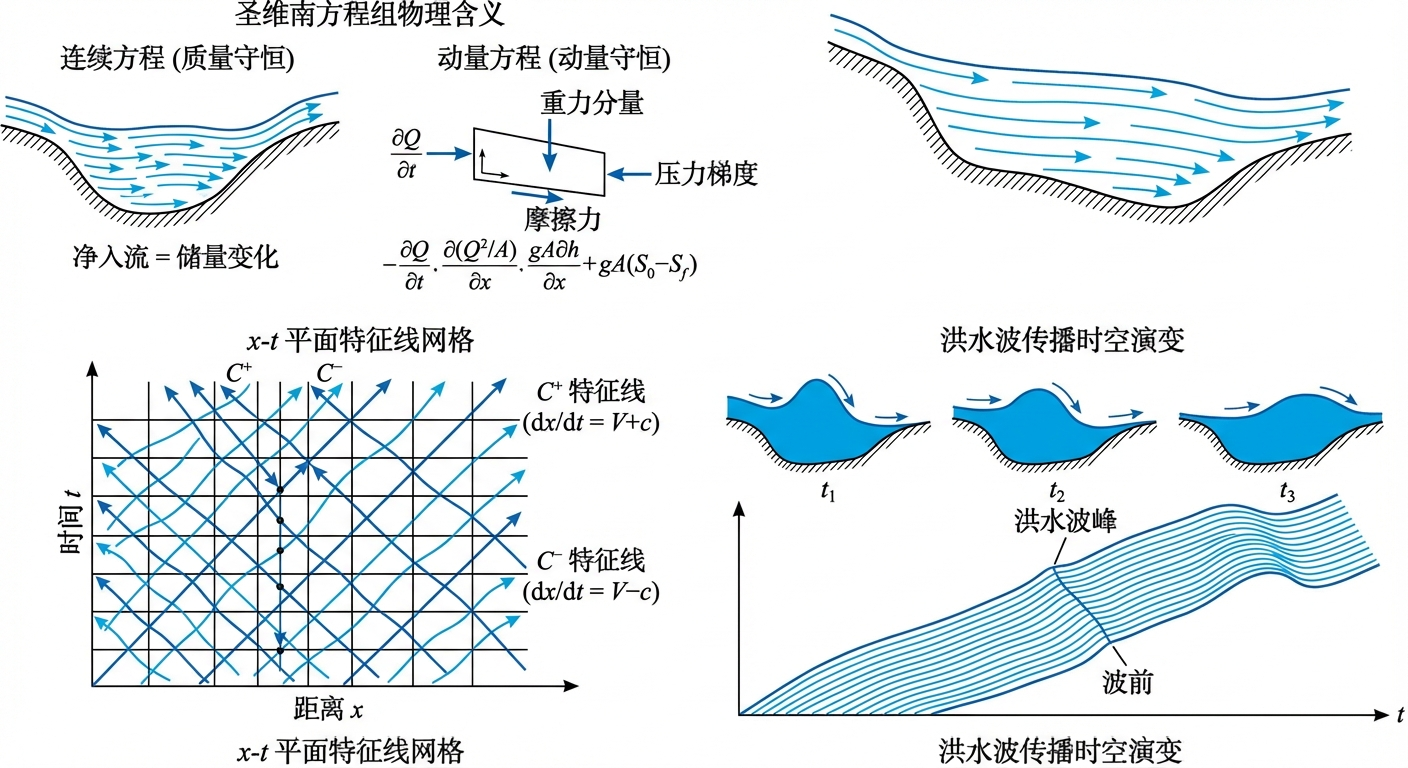 圣维南方程组物理含义
连续方程 (质量守恒)
净入流 = 储量变化
动量方程 (动量守恒)
重力分量
∂Q/∂t
压力梯度
摩擦力
-∂Q/∂t · ∂(Q²/A)/∂x · gA∂h/∂x + gA(S₀−S_f)
x-t 平面特征线网格
C⁺ C⁻
C⁺ 特征线
(dx/dt = V+c)
C⁻ 特征线
(dx/dt = V−c)
时间 t
距离 x
x-t 平面特征线网格
洪水波传播时空演变
t₁ t₂ t₃
洪水波峰
波前
t
洪水波传播时空演变